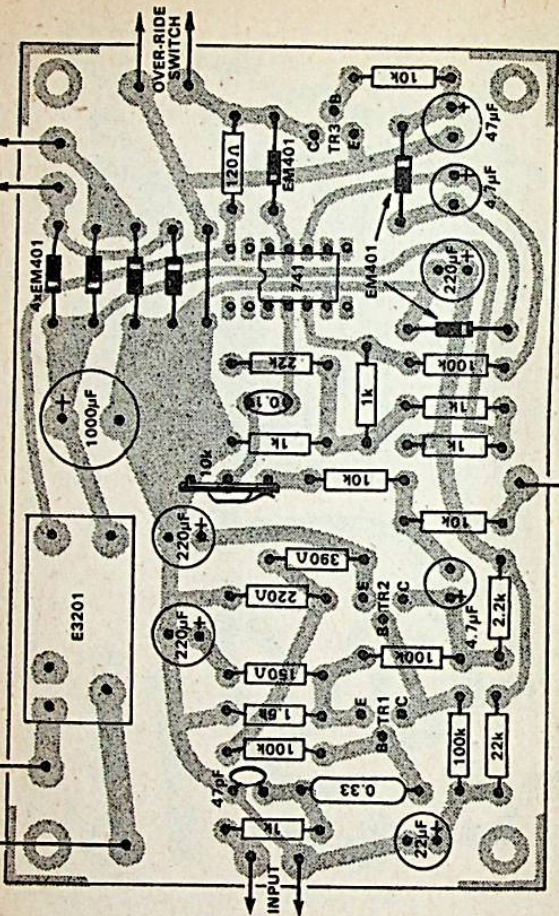 OVER-RIDE
SWITCH
4xEM401
1000µF
E3201
120Ω
EM401
C
B
TR3
E
10k
47µF
4.7µF
EM401
220µF
741
22k
0.1
1k
1k
100k
1k
1k
10k
10k
10k
220µF
220µF
390Ω
220Ω
E
B TR2
C
4.7µF
2.2k
150Ω
100k
1.5k
E
B TR1
C
100k
47pF
0.33
1k
100k
22k
22µF
INPUT